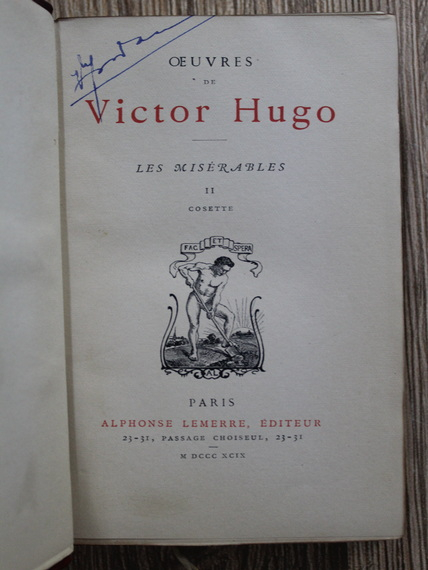 ŒUVRES
DE
Victor Hugo
LES MISÉRABLES
II
COSETTE
FAC ET SPERA
AL
PARIS
ALPHONSE LEMERRE, ÉDITEUR
23-31, PASSAGE CHOISEUL, 23-31
M DCCC XCIX